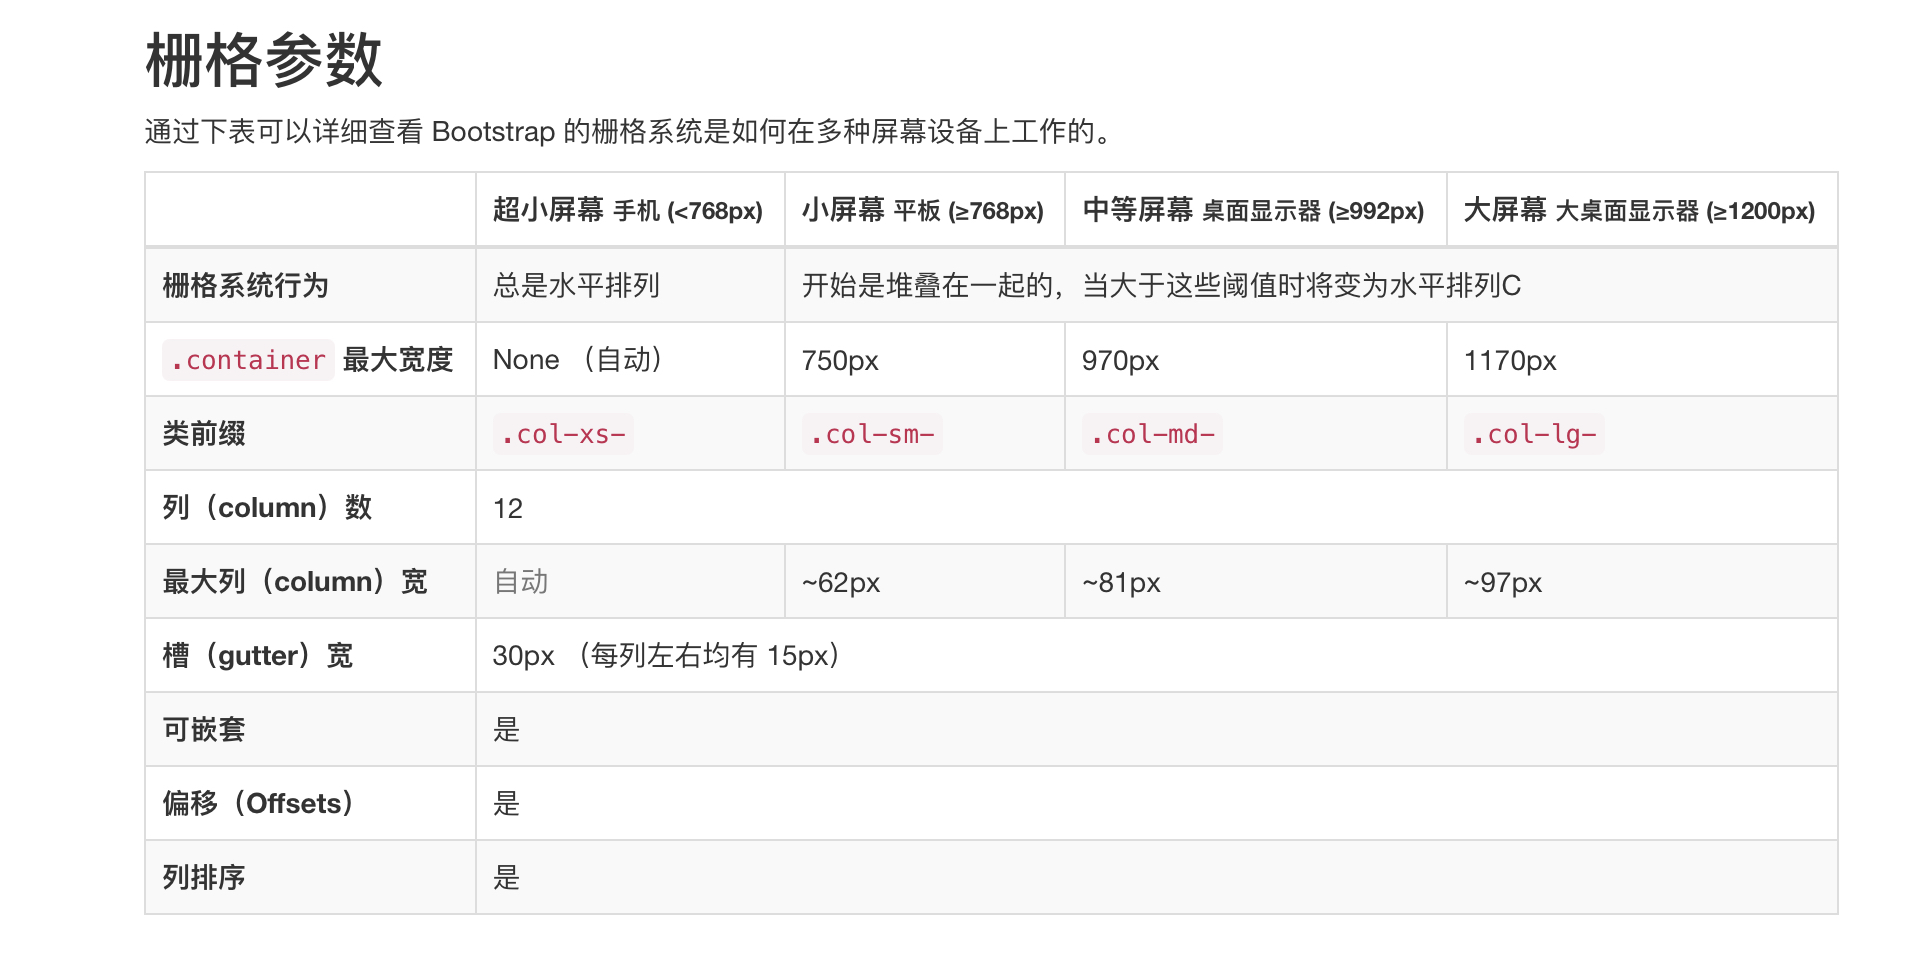 栅格参数
通过下表可以详细查看 Bootstrap 的栅格系统是如何在多种屏幕设备上工作的。
超小屏幕 手机 (<768px) 小屏幕 平板 (≥768px) 中等屏幕 桌面显示器 (≥992px) 大屏幕 大桌面显示器 (≥1200px)
栅格系统行为 总是水平排列 开始是堆叠在一起的，当大于这些阈值时将变为水平排列C
.container 最大宽度 None （自动） 750px 970px 1170px
类前缀 .col-xs- .col-sm- .col-md- .col-lg-
列（column）数 12
最大列（column）宽 自动 ~62px ~81px ~97px
槽（gutter）宽 30px （每列左右均有 15px）
可嵌套 是
偏移（Offsets） 是
列排序 是